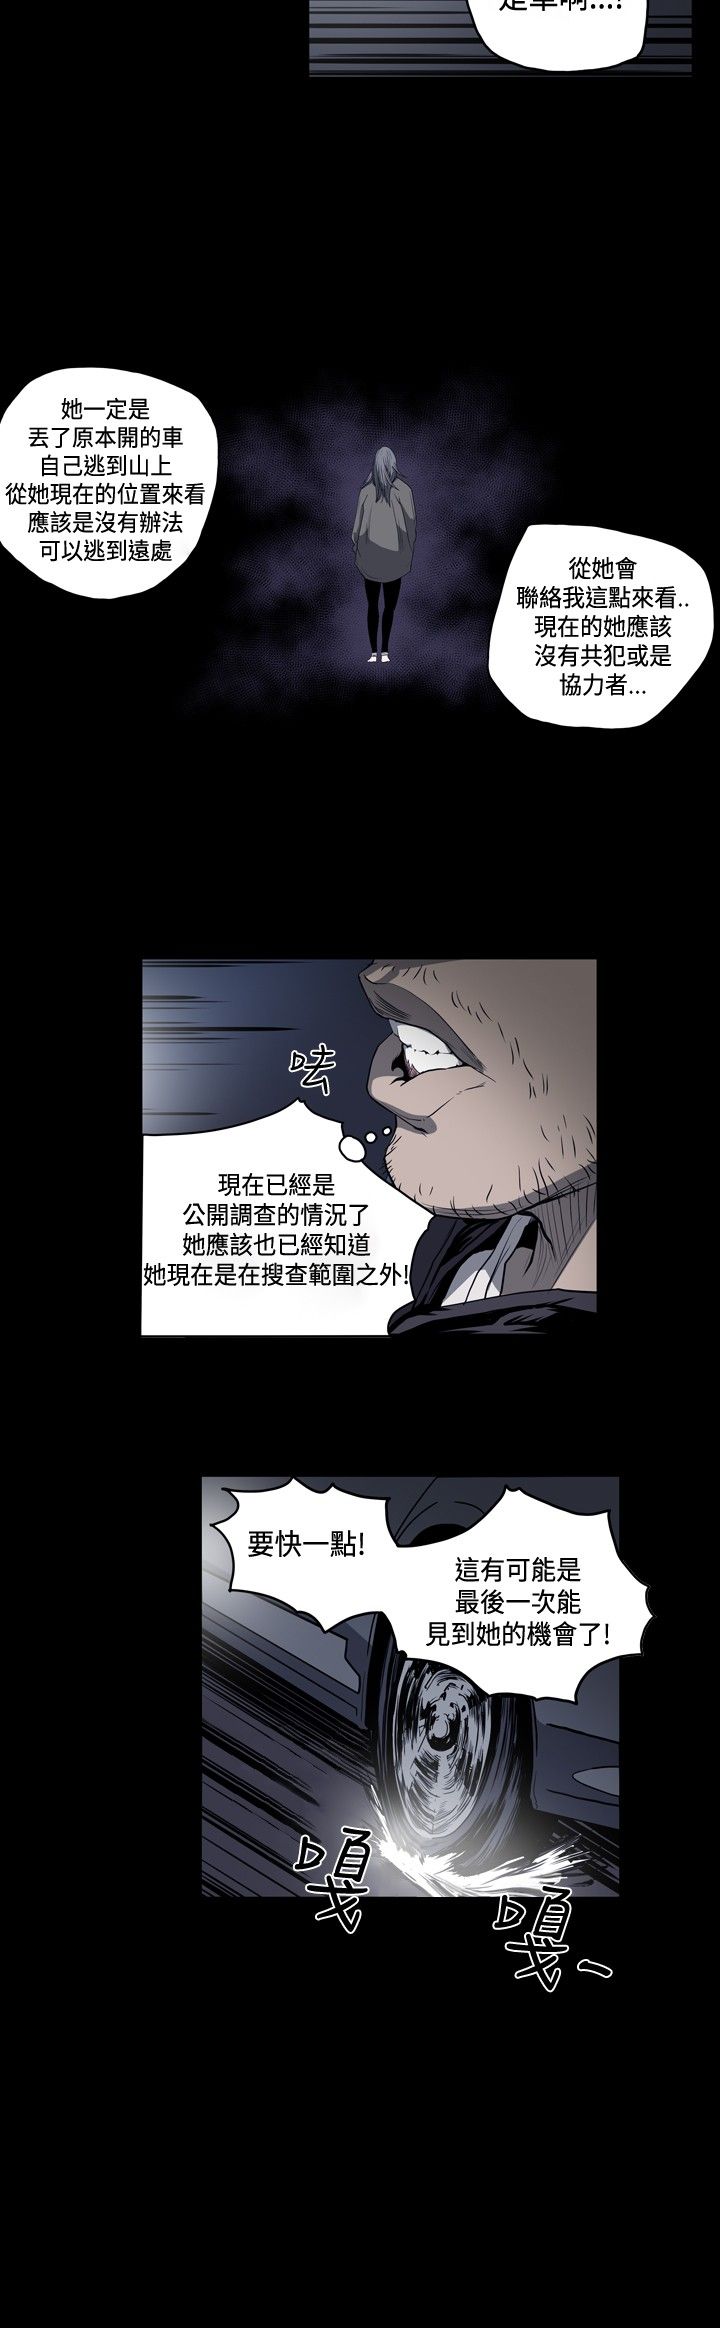 是車啊...!
她一定是
丟了原本開的車
自己逃到山上
從她現在的位置來看
應該是沒有辦法
可以逃到遠處
從她會
聯絡我這點來看..
現在的她應該
沒有共犯或是
協力者...
呿
現在已經是
公開調查的情況了
她應該也已經知道
她現在是在搜查範圍之外!
要快一點!
這有可能是
最後一次能
見到她的機會了!
嘎
嘎-